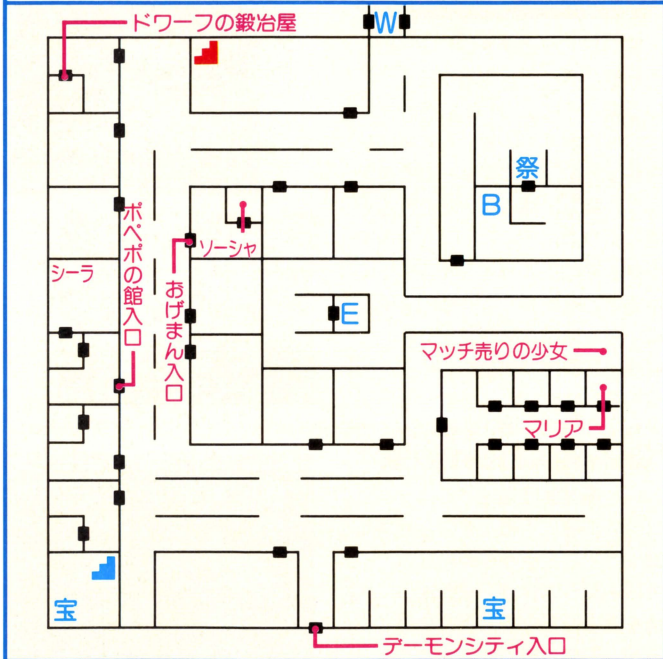 ドワーフの鍛冶屋
W
祭
B
ポペポの館入口
ソーシャ
シーラ
おげまん入口
E
マッチ売りの少女
マリア
宝
宝
デーモンシティ入口